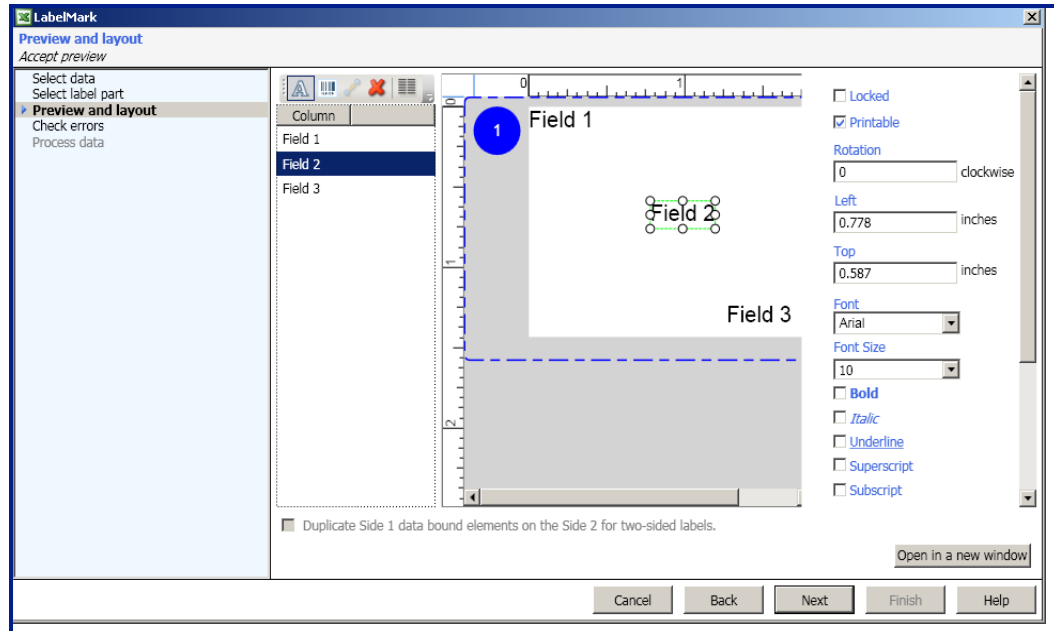 LabelMark
Preview and layout
Accept preview
Select data
Select label part
Preview and layout
Check errors
Process data
A
Column
Field 1
Field 2
Field 3
0 1
0
1
2
1
Field 1
Field 2
Field 3
Locked
Printable
Rotation
0 clockwise
Left
0.778 inches
Top
0.587 inches
Font
Arial
Font Size
10
Bold
Italic
Underline
Superscript
Subscript
Duplicate Side 1 data bound elements on the Side 2 for two-sided labels.
Open in a new window
Cancel Back Next Finish Help